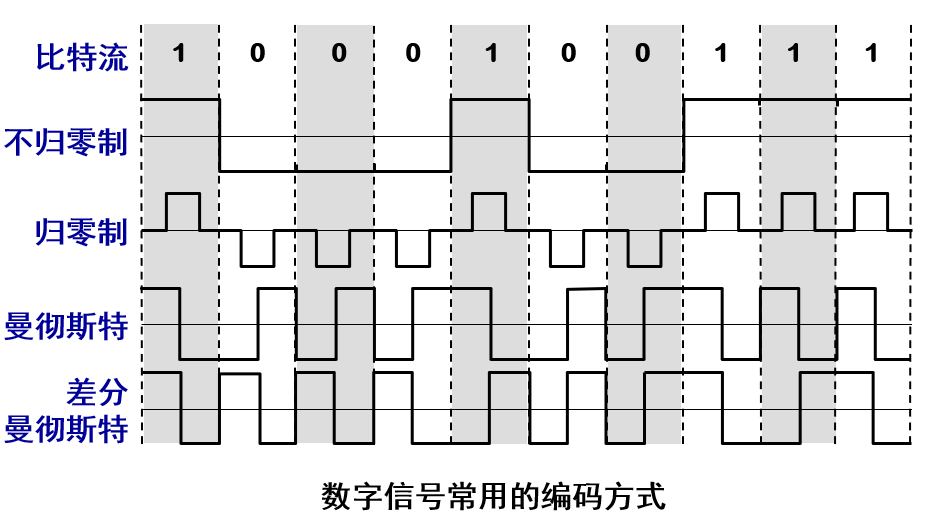 比特流 1 0 0 0 1 0 0 1 1 1
不归零制
归零制
曼彻斯特
差分
曼彻斯特
数字信号常用的编码方式